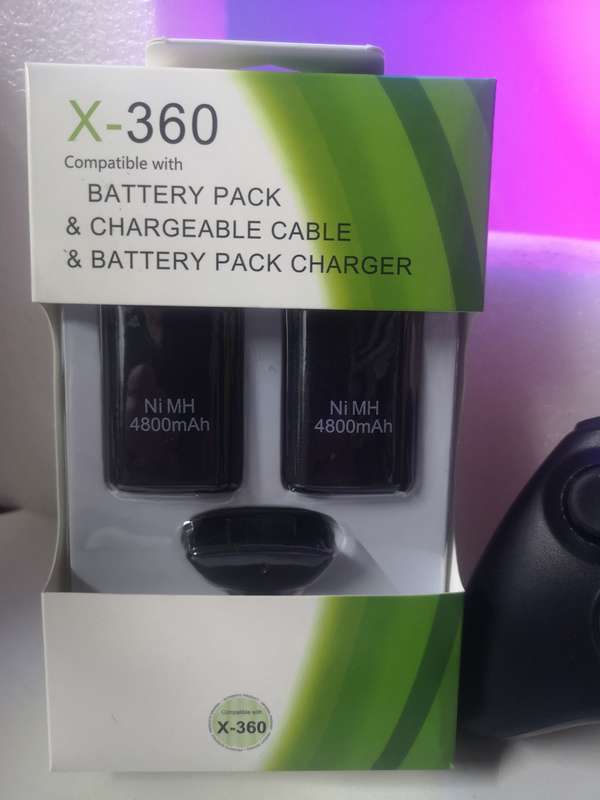 X-360
Compatible with
BATTERY PACK
& CHARGEABLE CABLE
& BATTERY PACK CHARGER
Ni MH
4800mAh
Ni MH
4800mAh
Compatible with
X-360